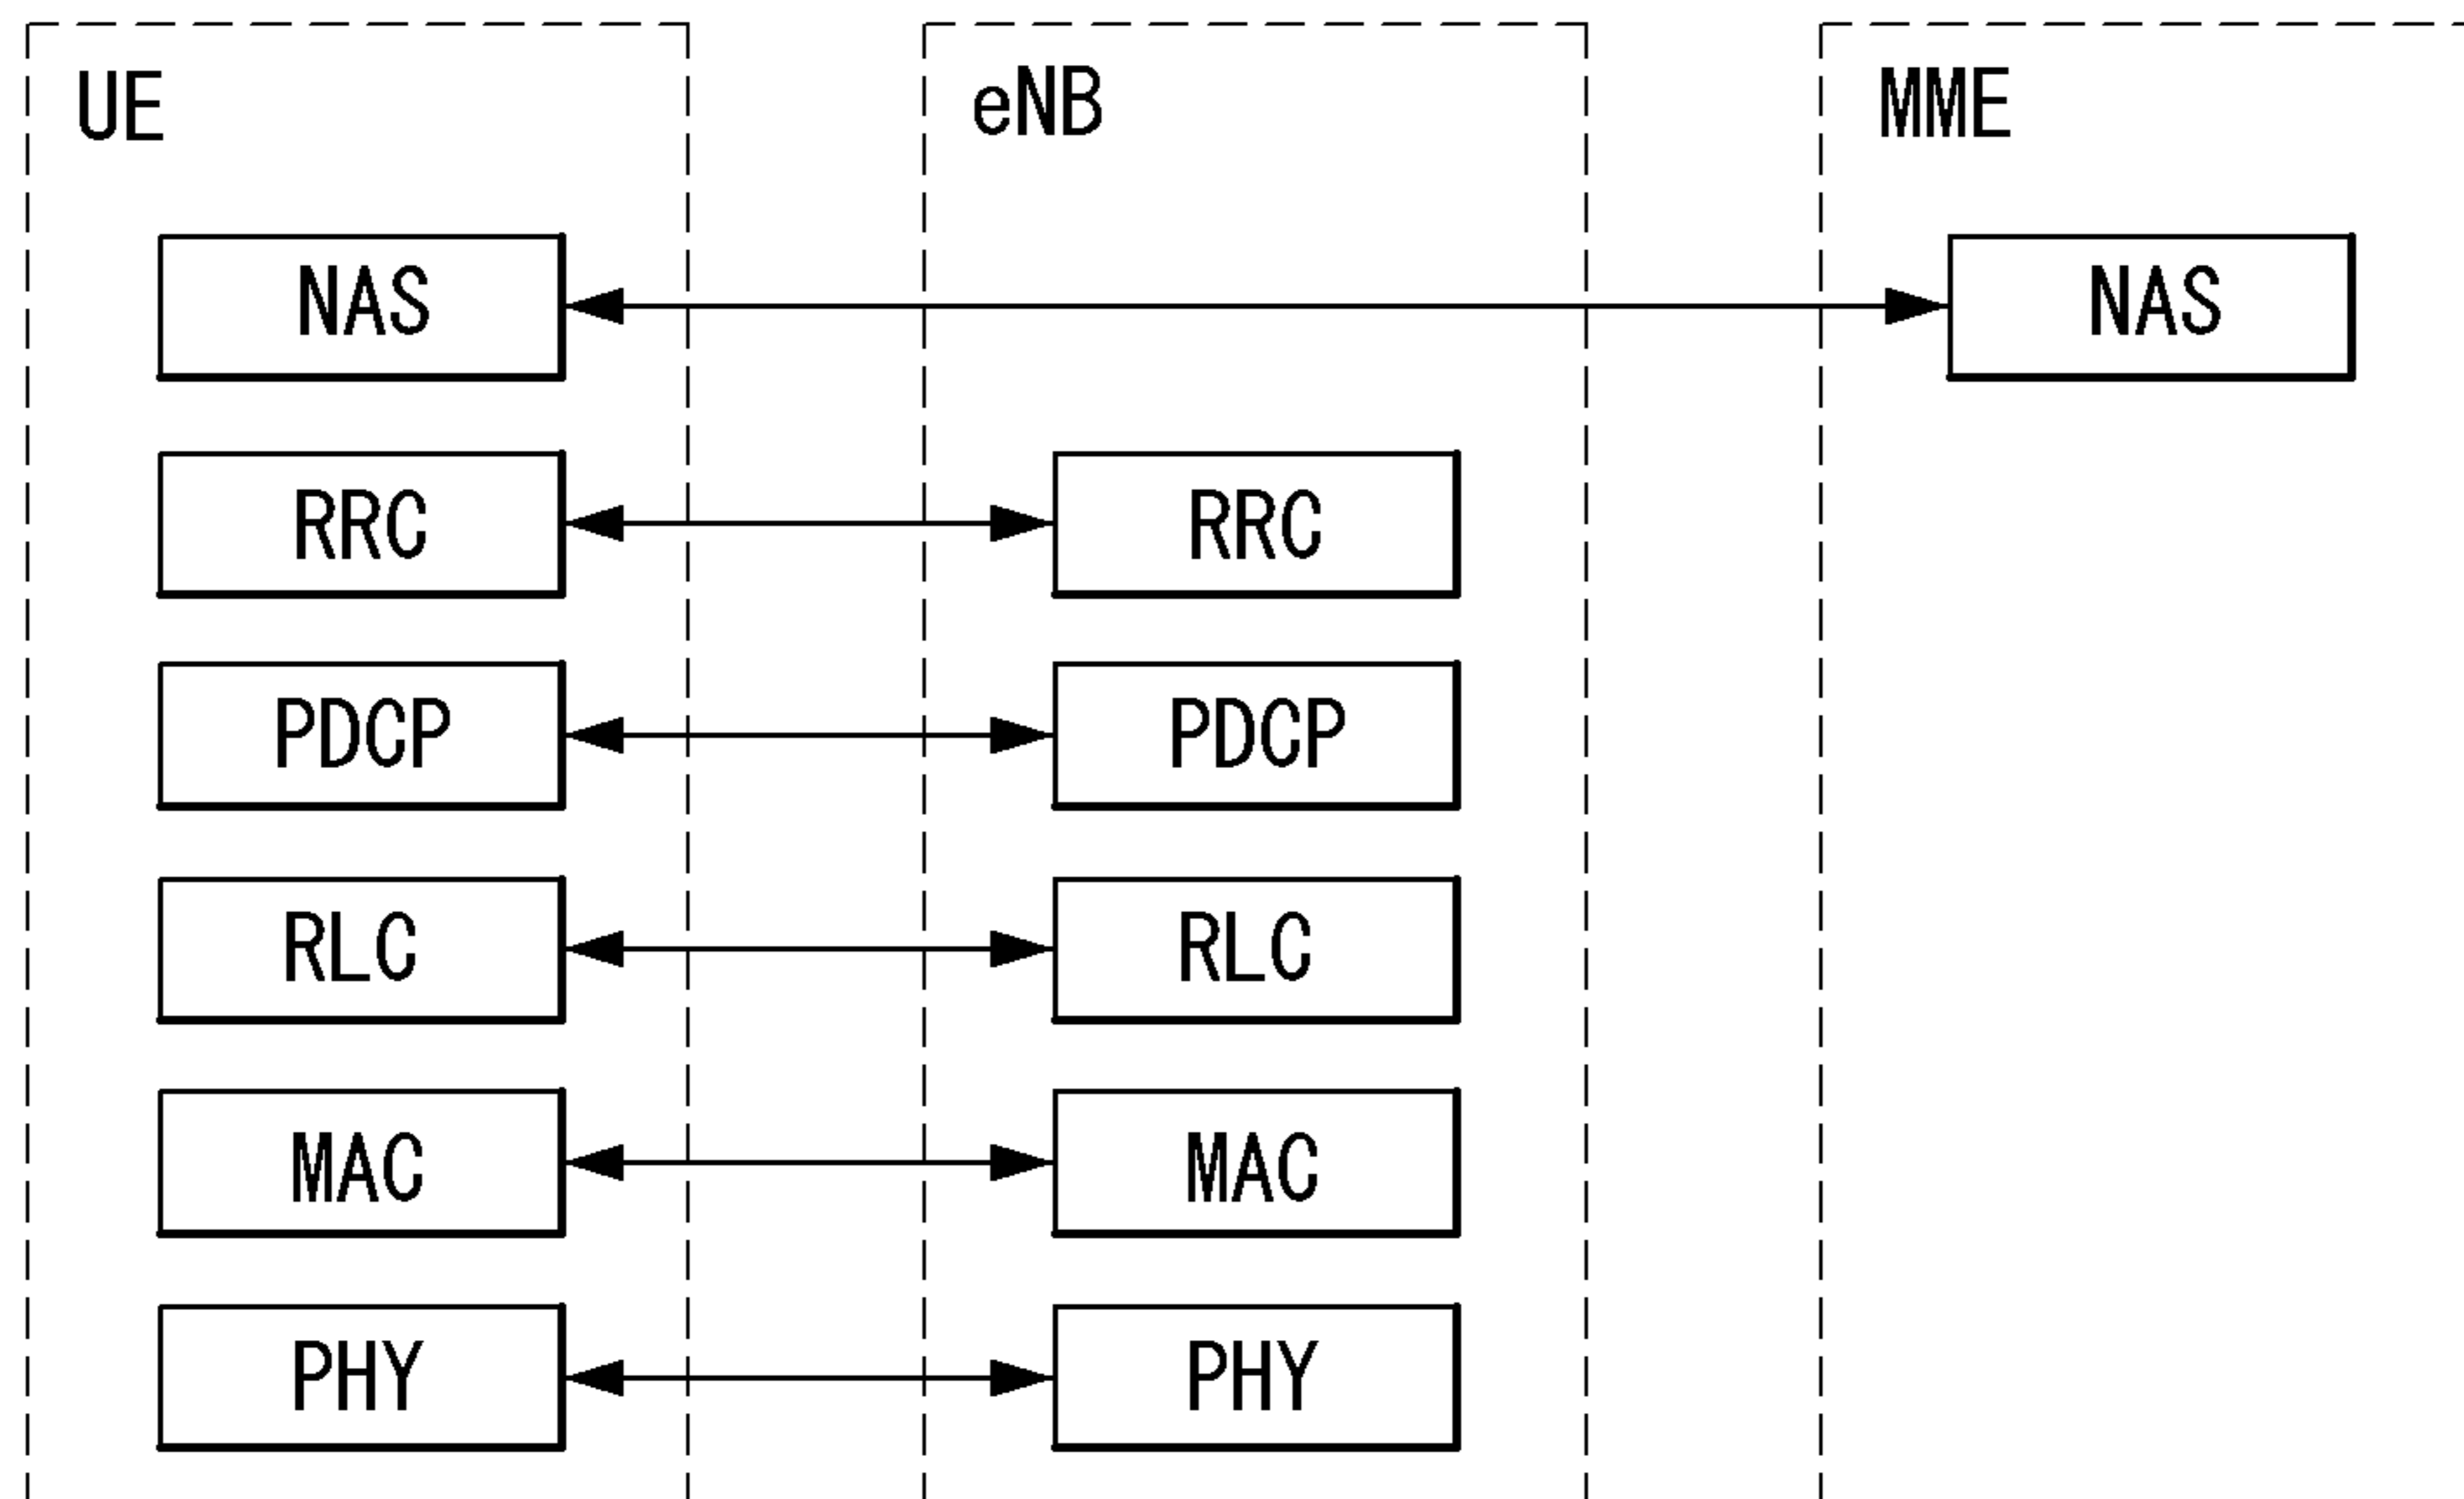 UE eNB MME
NAS NAS
RRC RRC
PDCP PDCP
RLC RLC
MAC MAC
PHY PHY